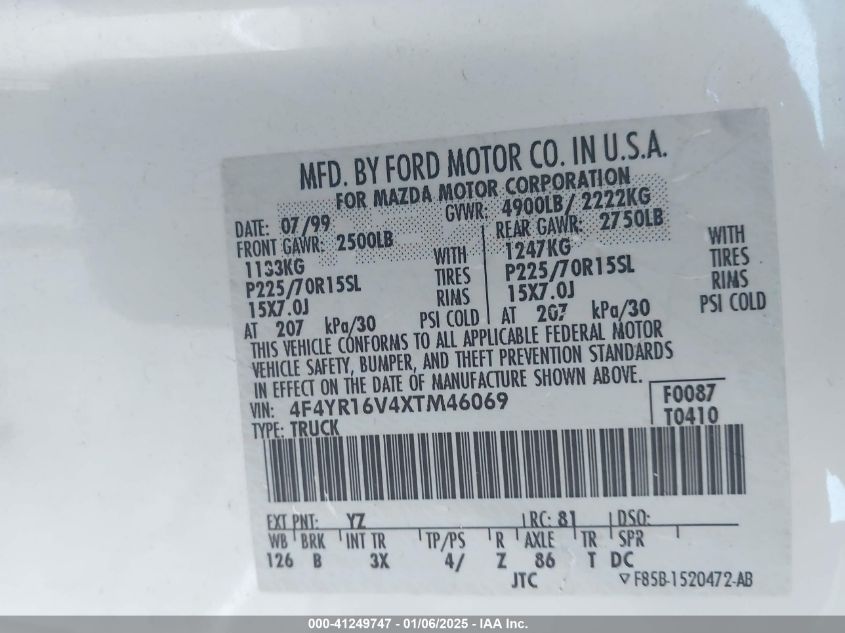 MFD. BY FORD MOTOR CO. IN U.S.A.
FOR MAZDA MOTOR CORPORATION
DATE: 07/99 GVWR: 4900LB/ 2222KG
FRONT GAWR: 2500LB REAR GAWR: 2750LB
1133KG WITH 1247KG WITH
P225/70R15SL TIRES P225/70R15SL TIRES
15X7.0J RIMS 15X7.0J RIMS
AT 207 kPa/30 PSI COLD AT 207 kPa/30 PSI COLD
THIS VEHICLE CONFORMS TO ALL APPLICABLE FEDERAL MOTOR
VEHICLE SAFETY, BUMPER, AND THEFT PREVENTION STANDARDS
IN EFFECT ON THE DATE OF MANUFACTURE SHOWN ABOVE.
VIN: 4F4YR16V4XTM46069 F0087
TYPE: TRUCK T0410
EXT PNT: YZ RC: 81 DSO:
WB BRK INT TR TP/PS R AXLE TR SPR
126 B 3X 4/ Z 86 T DC
JTC ▽F85B-1520472-AB
000-41249747 - 01/06/2025 - IAA Inc.